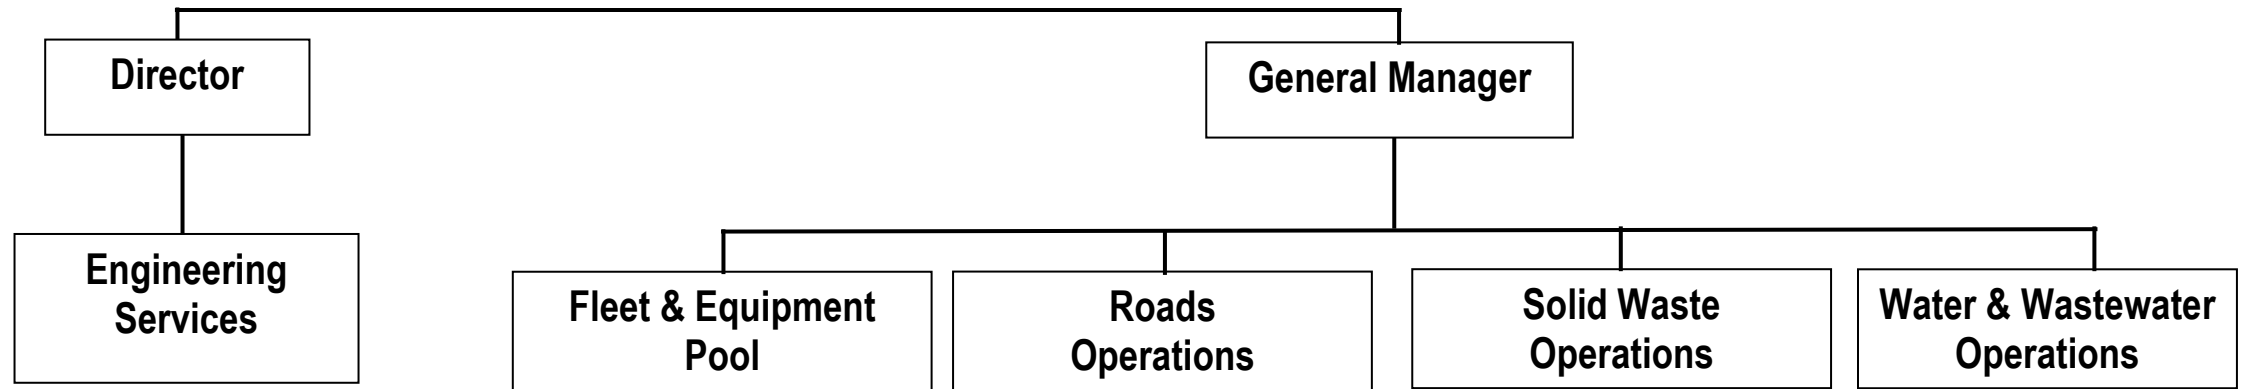 Director
General Manager
Engineering
Services
Fleet & Equipment
Pool
Roads
Operations
Solid Waste
Operations
Water & Wastewater
Operations